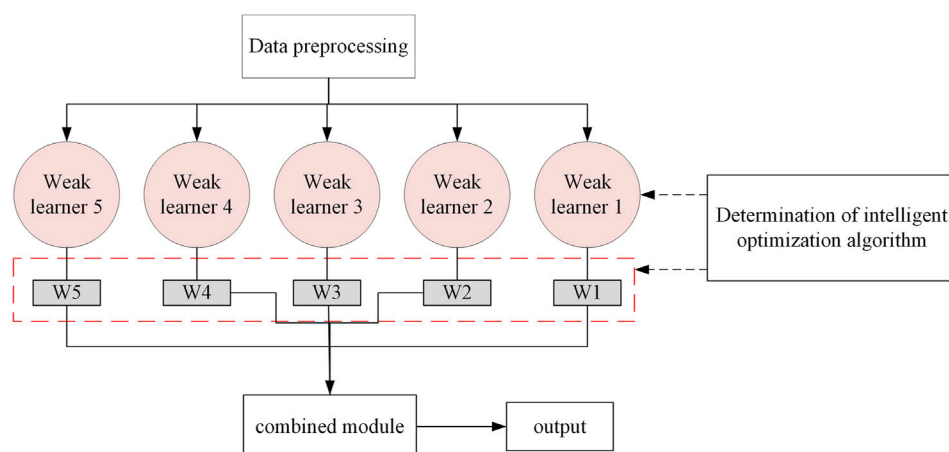 Data preprocessing
Weak
learner 5
Weak
learner 4
Weak
learner 3
Weak
learner 2
Weak
learner 1
Determination of intelligent
optimization algorithm
W5
W4
W3
W2
W1
combined module
output